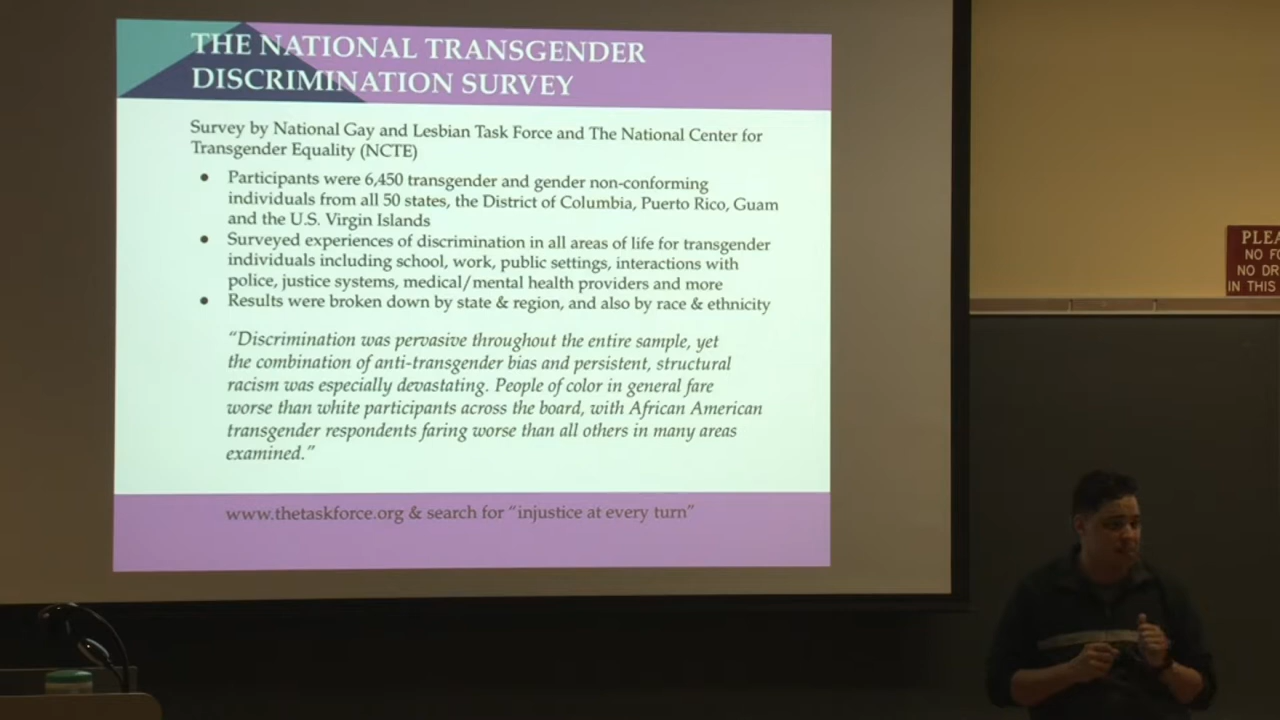 THE NATIONAL TRANSGENDER
DISCRIMINATION SURVEY
Survey by National Gay and Lesbian Task Force and The National Center for
Transgender Equality (NCTE)
● Participants were 6,450 transgender and gender non-conforming
individuals from all 50 states, the District of Columbia, Puerto Rico, Guam
and the U.S. Virgin Islands
● Surveyed experiences of discrimination in all areas of life for transgender
individuals including school, work, public settings, interactions with
police, justice systems, medical/mental health providers and more
● Results were broken down by state & region, and also by race & ethnicity
“Discrimination was pervasive throughout the entire sample, yet
the combination of anti-transgender bias and persistent, structural
racism was especially devastating. People of color in general fare
worse than white participants across the board, with African American
transgender respondents faring worse than all others in many areas
examined.”
www.thetaskforce.org & search for “injustice at every turn”
NO
NO
IN THIS